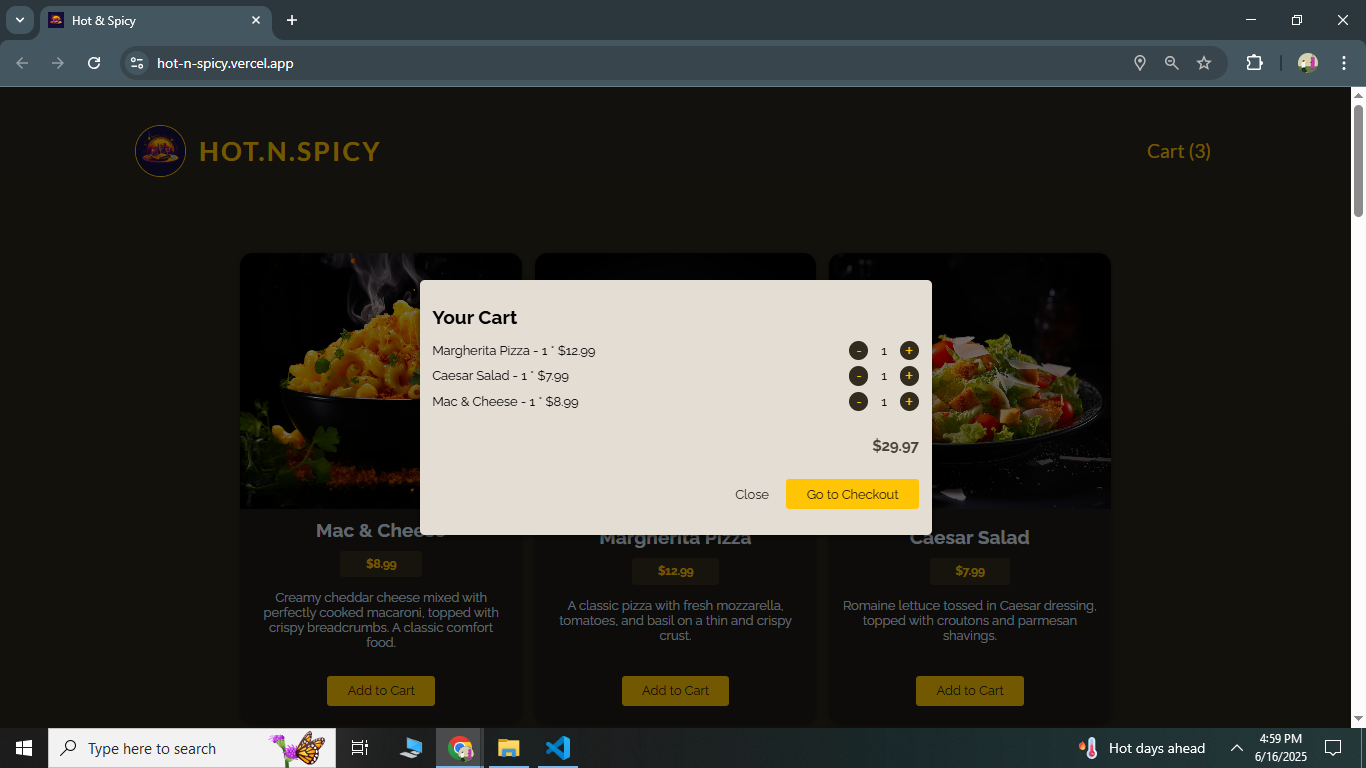 Hot & Spicy
hot-n-spicy.vercel.app
HOT.N.SPICY
Cart (3)
Your Cart
Margherita Pizza - 1 * $12.99
- 1 +
Caesar Salad - 1 * $7.99
- 1 +
Mac & Cheese - 1 * $8.99
- 1 +
$29.97
Close
Go to Checkout
Mac & Cheese
$8.99
Creamy cheddar cheese mixed with
perfectly cooked macaroni, topped with
crispy breadcrumbs. A classic comfort
food.
Add to Cart
Margherita Pizza
$12.99
A classic pizza with fresh mozzarella,
tomatoes, and basil on a thin and crispy
crust.
Add to Cart
Caesar Salad
$7.99
Romaine lettuce tossed in Caesar dressing,
topped with croutons and parmesan
shavings.
Add to Cart
Type here to search
Hot days ahead
4:59 PM
6/16/2025